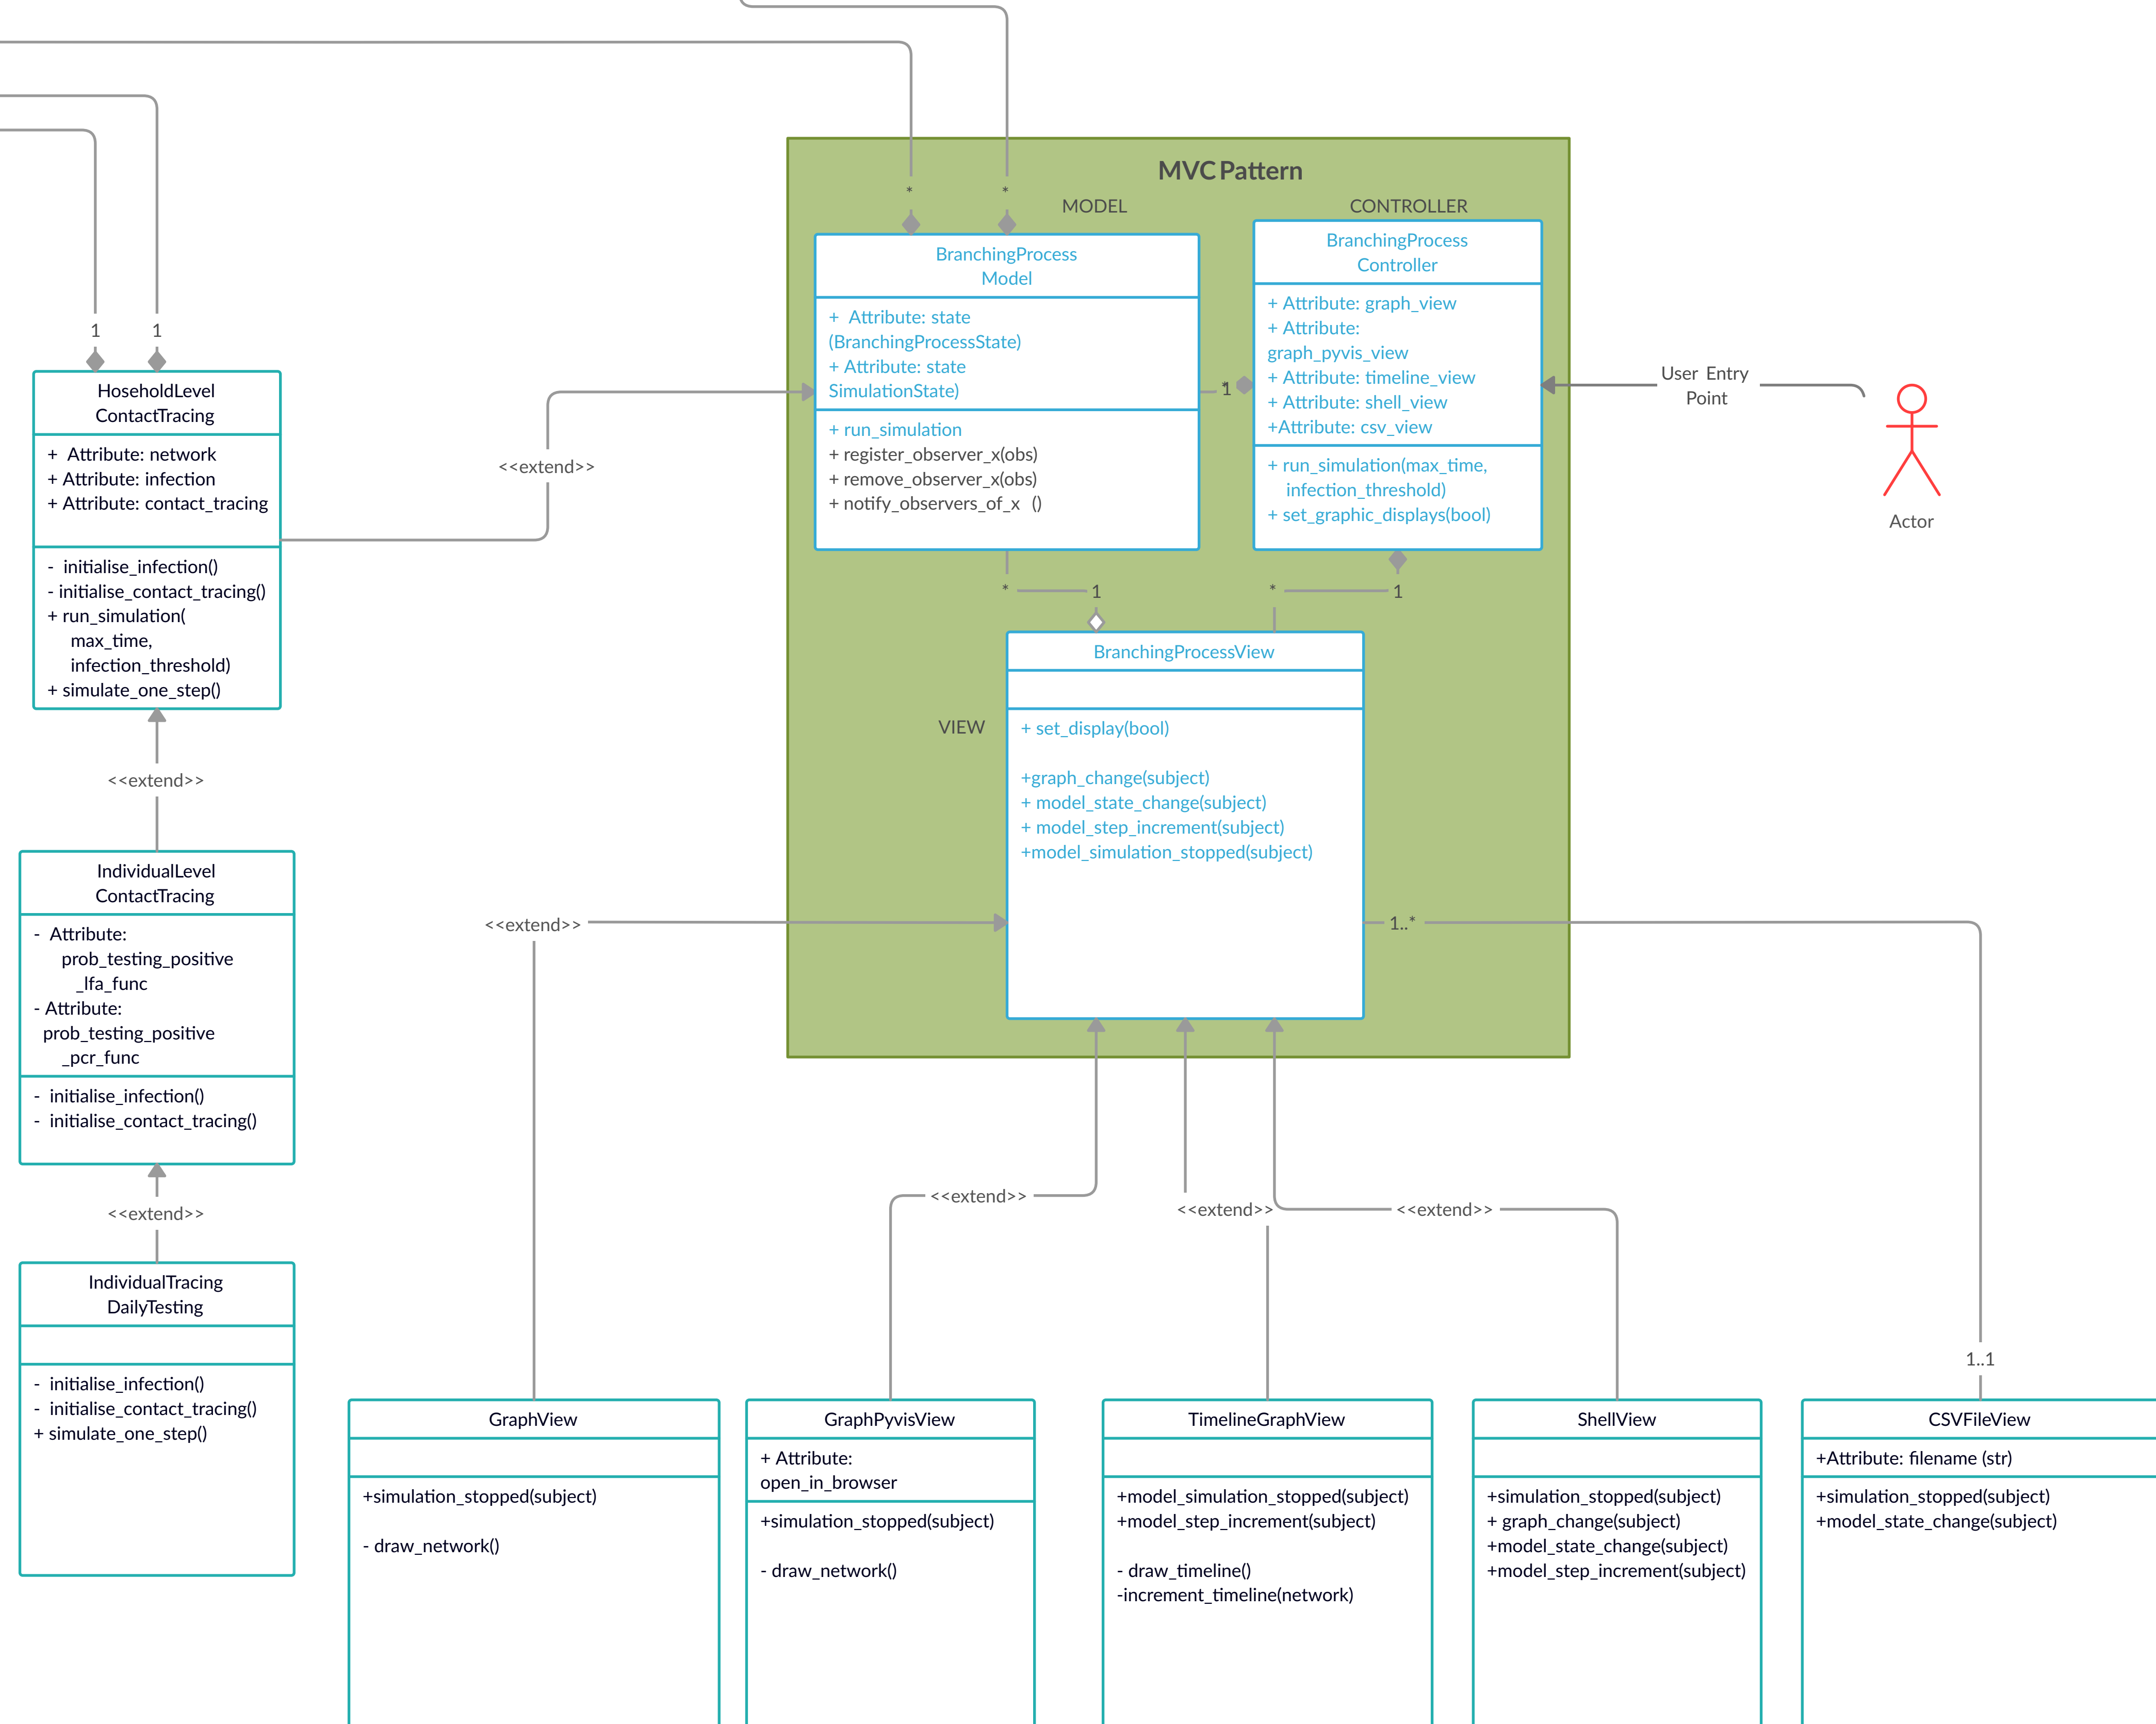 MVC Pattern
*
*
MODEL
CONTROLLER
BranchingProcess
Model
+  Attribute: state
(BranchingProcessState)
+ Attribute: state
SimulationState)
+ run_simulation
+ register_observer_x(obs)
+ remove_observer_x(obs)
+ notify_observers_of_x  ()
BranchingProcess
Controller
+ Attribute: graph_view
+ Attribute:
graph_pyvis_view
+ Attribute: timeline_view
+ Attribute: shell_view
+Attribute: csv_view
+ run_simulation(max_time,
infection_threshold)
+ set_graphic_displays(bool)
*
1
User Entry
Point
Actor
1
1
HoseholdLevel
ContactTracing
+  Attribute: network
+ Attribute: infection
+ Attribute: contact_tracing
-  initialise_infection()
- initialise_contact_tracing()
+ run_simulation(
max_time,
infection_threshold)
+ simulate_one_step()
<<extend>>
*
1
*
1
BranchingProcessView
VIEW
+ set_display(bool)
+graph_change(subject)
+ model_state_change(subject)
+ model_step_increment(subject)
+model_simulation_stopped(subject)
<<extend>>
IndividualLevel
ContactTracing
-  Attribute:
prob_testing_positive
_lfa_func
- Attribute:
prob_testing_positive
_pcr_func
-  initialise_infection()
-  initialise_contact_tracing()
<<extend>>
1..*
<<extend>>
IndividualTracing
DailyTesting
-  initialise_infection()
-  initialise_contact_tracing()
+ simulate_one_step()
<<extend>>
<<extend>>
<<extend>>
1..1
GraphView
+simulation_stopped(subject)
- draw_network()
GraphPyvisView
+ Attribute:
open_in_browser
+simulation_stopped(subject)
- draw_network()
TimelineGraphView
+model_simulation_stopped(subject)
+model_step_increment(subject)
- draw_timeline()
-increment_timeline(network)
ShellView
+simulation_stopped(subject)
+ graph_change(subject)
+model_state_change(subject)
+model_step_increment(subject)
CSVFileView
+Attribute: filename (str)
+simulation_stopped(subject)
+model_state_change(subject)